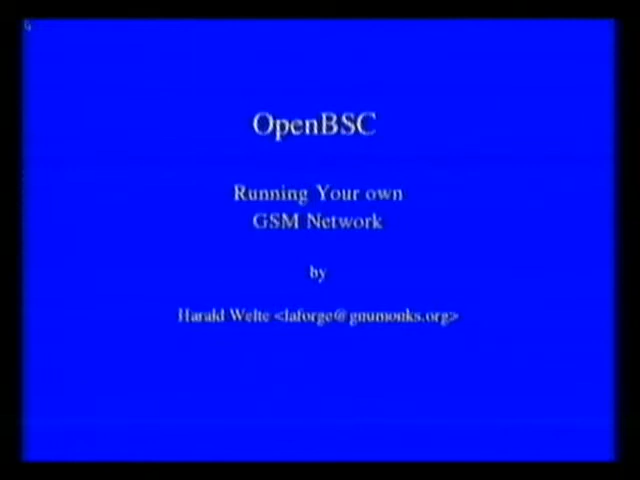 OpenBSC
Running Your own
GSM Network
by
Harald Welte <laforge@gnumonks.org>